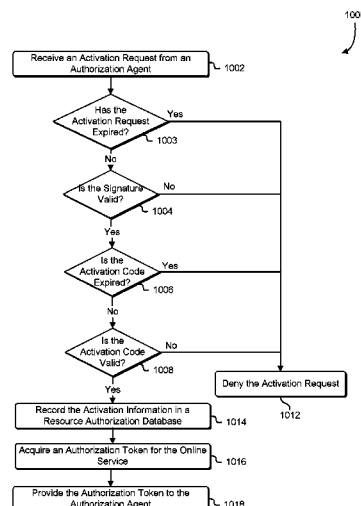 100
Receive an Activation Request from an
Authorization Agent
1002
Has the
Activation Request
Expired?
Yes
1003
No
Is the Signature
Valid?
No
1004
Yes
Is the
Activation Code
Expired?
Yes
1006
No
Is the
Activation Code
Valid?
No
1008
Yes
Deny the Activation Request
1012
Record the Activation Information in a
Resource Authorization Database
1014
Acquire an Authorization Token for the Online
Service
1016
Provide the Authorization Token to the
Authorization Agent
1018